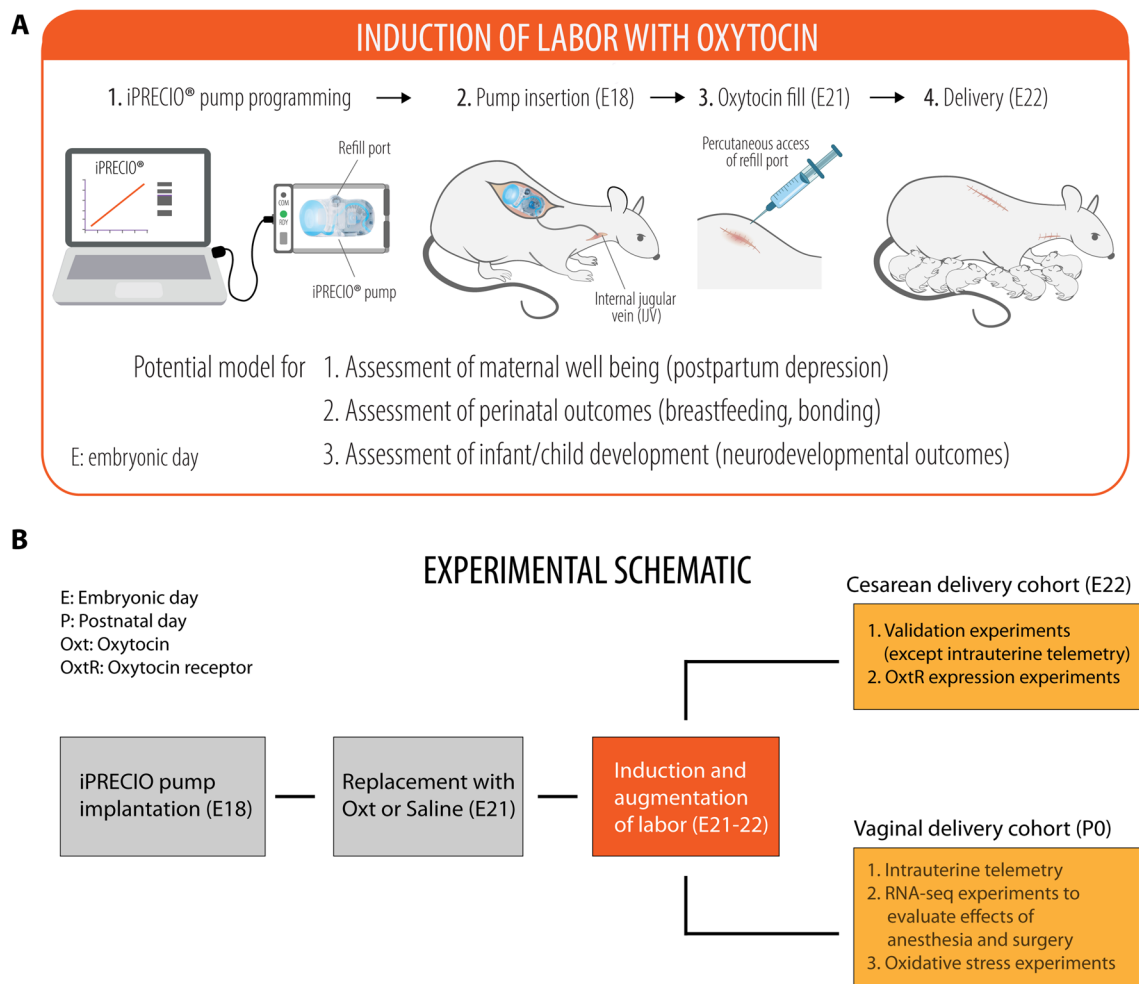 A
INDUCTION OF LABOR WITH OXYTOCIN
1. iPRECIO® pump programming
2. Pump insertion (E18)
3. Oxytocin fill (E21)
4. Delivery (E22)
iPRECIO®
Refill port
COM
RDY
iPRECIO® pump
Internal jugular
vein (IJV)
Percutaneous access
of refill port
Potential model for
1. Assessment of maternal well being (postpartum depression)
2. Assessment of perinatal outcomes (breastfeeding, bonding)
3. Assessment of infant/child development (neurodevelopmental outcomes)
E: embryonic day
B
EXPERIMENTAL SCHEMATIC
E: Embryonic day
P: Postnatal day
Oxt: Oxytocin
OxtR: Oxytocin receptor
iPRECIO pump
implantation (E18)
Replacement with
Oxt or Saline (E21)
Induction and
augmentation
of labor (E21-22)
Cesarean delivery cohort (E22)
1. Validation experiments
(except intrauterine telemetry)
2. OxtR expression experiments
Vaginal delivery cohort (P0)
1. Intrauterine telemetry
2. RNA-seq experiments to
evaluate effects of
anesthesia and surgery
3. Oxidative stress experiments